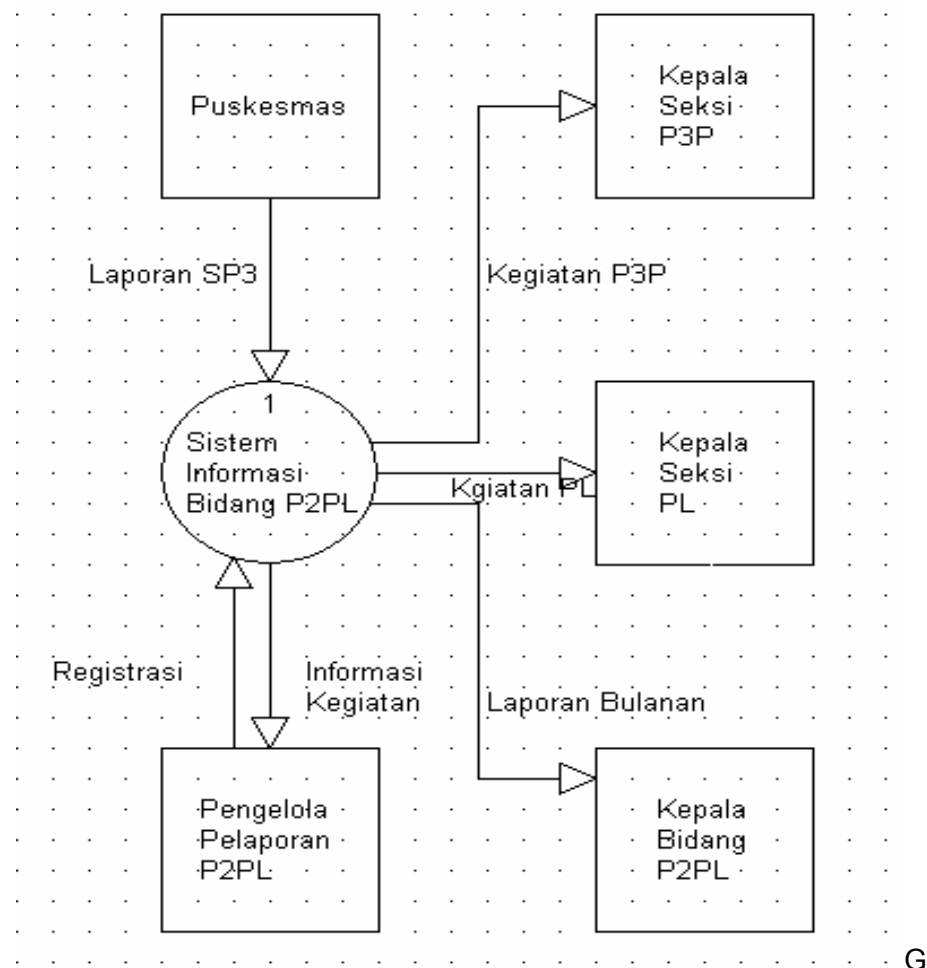 Puskesmas
Kepala
Seksi
P3P
Laporan SP3
Kegiatan P3P
1
Sistem
Informasi
Bidang P2PL
Kgiatan PL
Kepala
Seksi
PL
Registrasi
Informasi
Kegiatan
Laporan Bulanan
Pengelola
Pelaporan
P2PL
Kepala
Bidang
P2PL
G